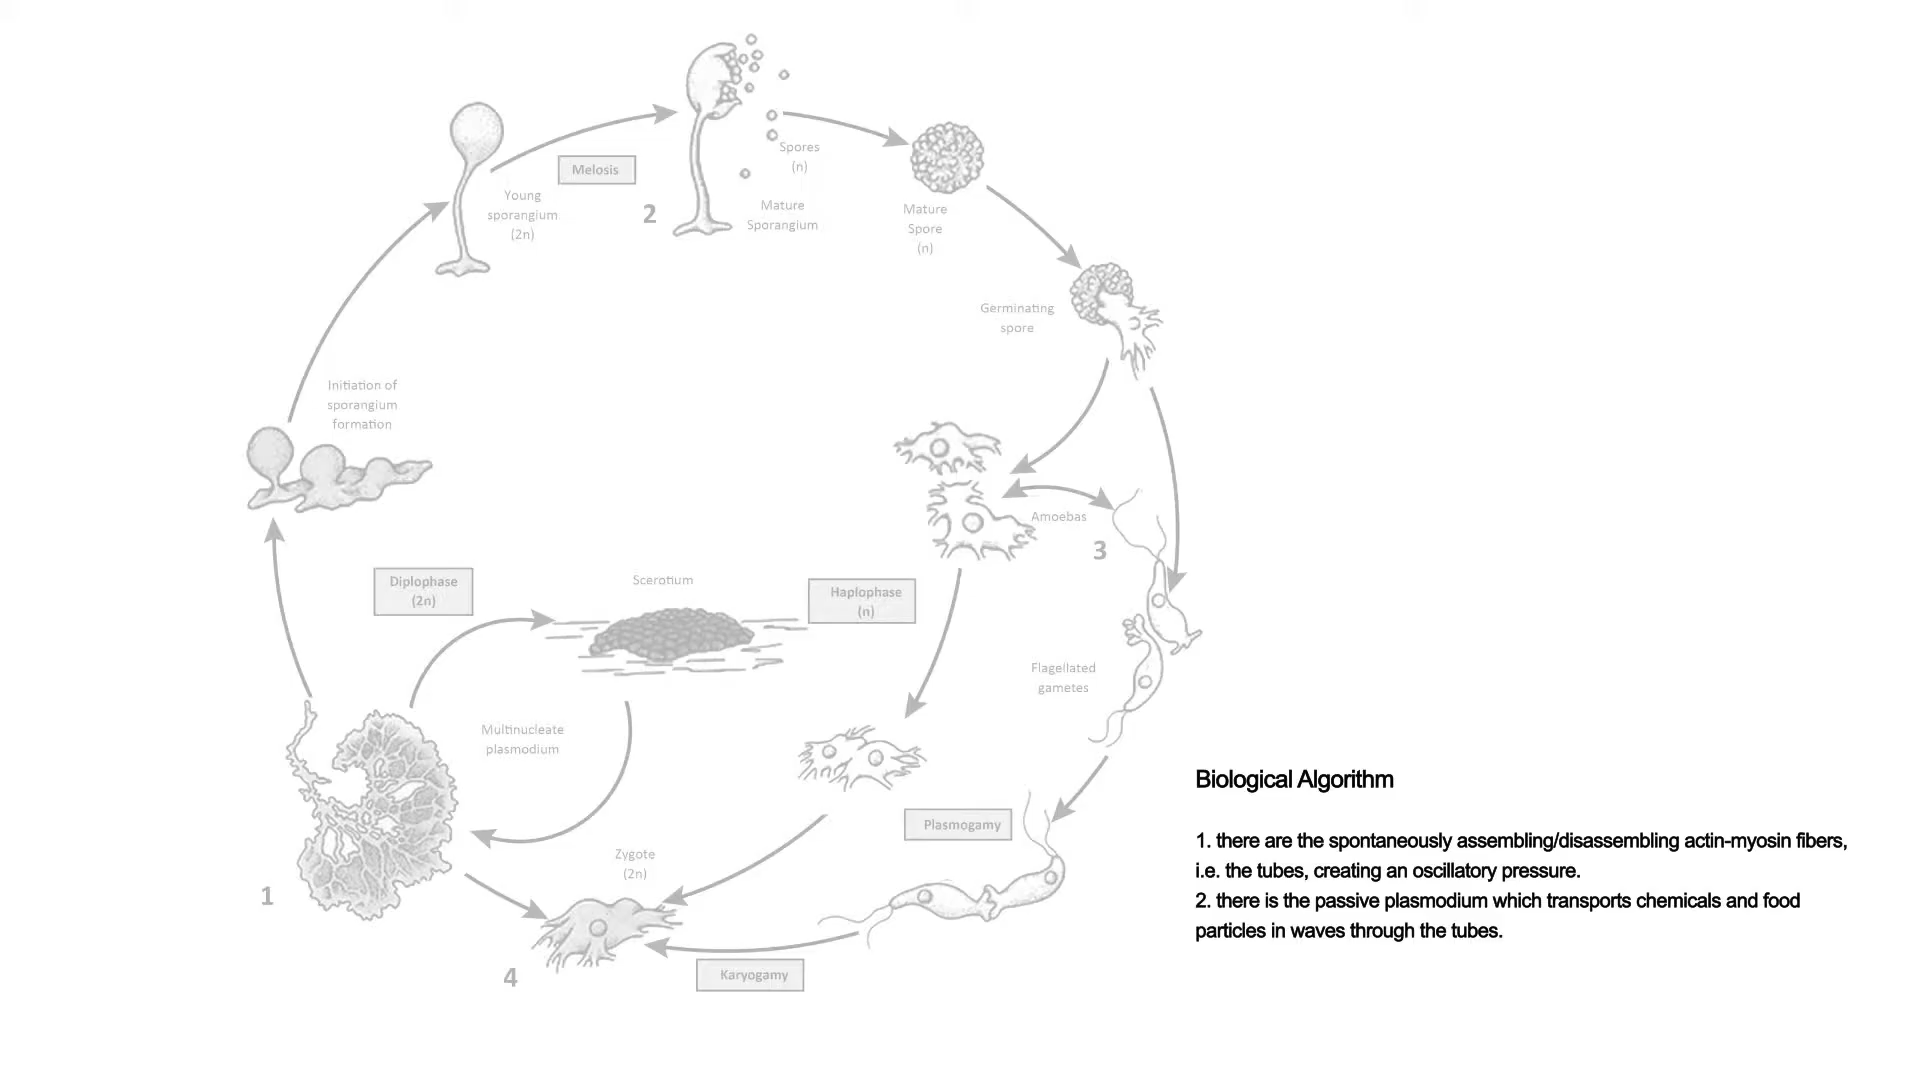 Spores
(n)
Melosis
Young
sporangium
(2n)
2
Mature
Sporangium
Mature
Spore
(n)
Germinating
spore
Initiation of
sporangium
formation
Amoebas
3
Diplophase
(2n)
Scerotium
Haplophase
(n)
Flagellated
gametes
Multinucleate
plasmodium
Plasmogamy
Zygote
(2n)
1
4
Karyogamy
Biological Algorithm
1. there are the spontaneously assembling/disassembling actin-myosin fibers,
i.e. the tubes, creating an oscillatory pressure.
2. there is the passive plasmodium which transports chemicals and food
particles in waves through the tubes.